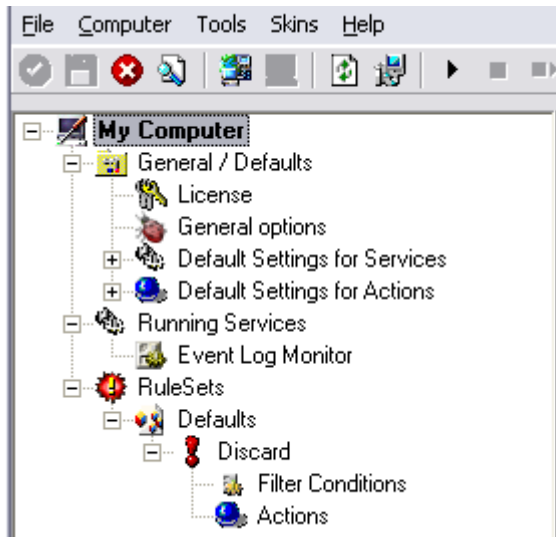 File Computer Tools Skins Help
My Computer
General / Defaults
License
General options
Default Settings for Services
Default Settings for Actions
Running Services
Event Log Monitor
RuleSets
Defaults
Discard
Filter Conditions
Actions